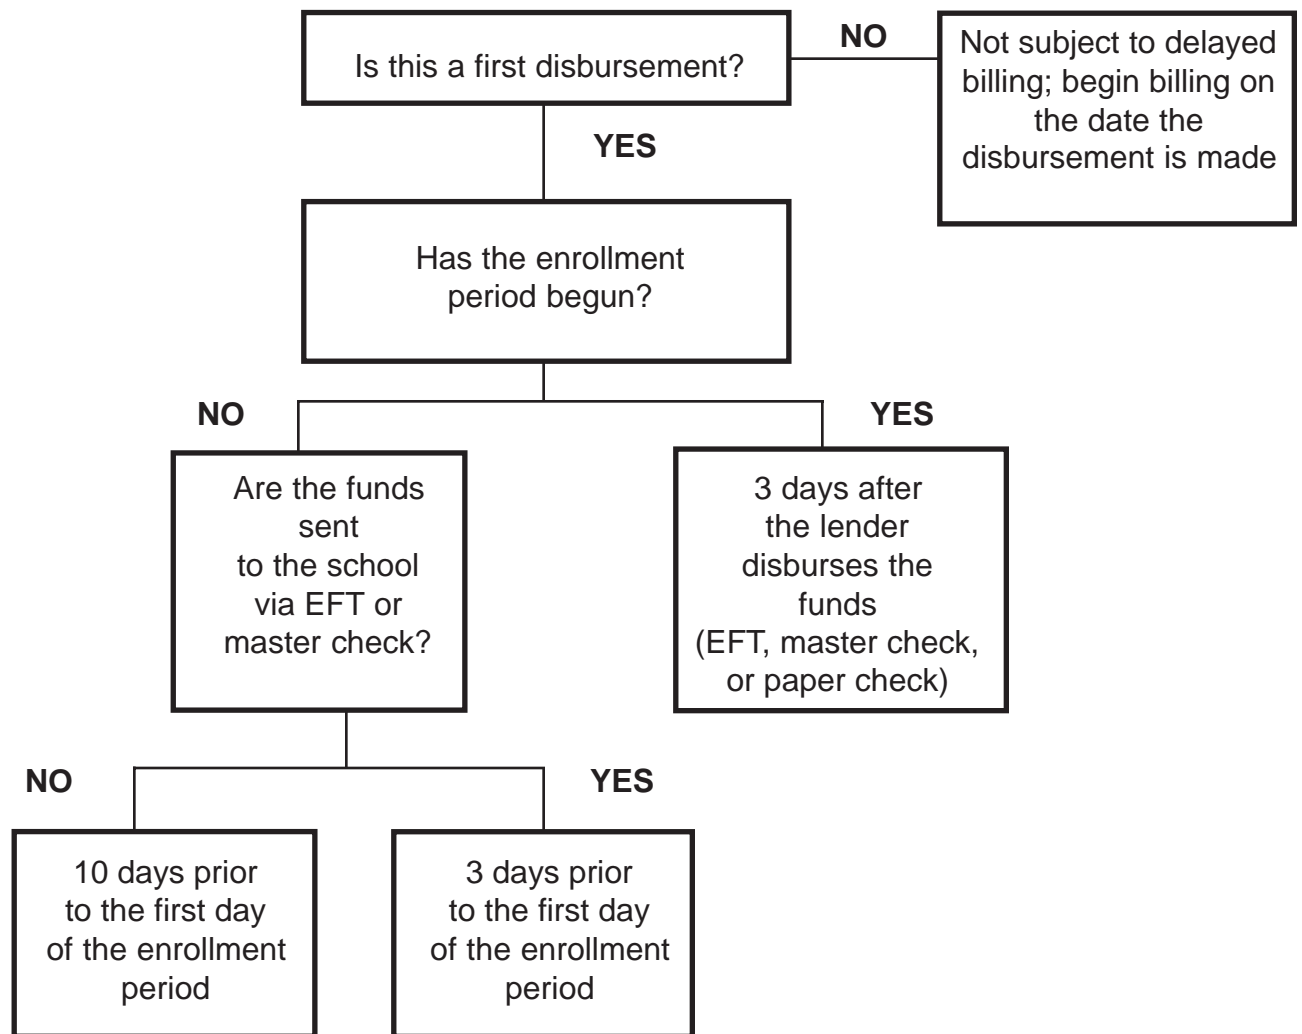 Is this a first disbursement?
NO
Not subject to delayed
billing; begin billing on
the date the
disbursement is made
YES
Has the enrollment
period begun?
NO
YES
Are the funds
sent
to the school
via EFT or
master check?
3 days after
the lender
disburses the
funds
(EFT, master check,
or paper check)
NO
YES
10 days prior
to the first day
of the enrollment
period
3 days prior
to the first day
of the enrollment
period